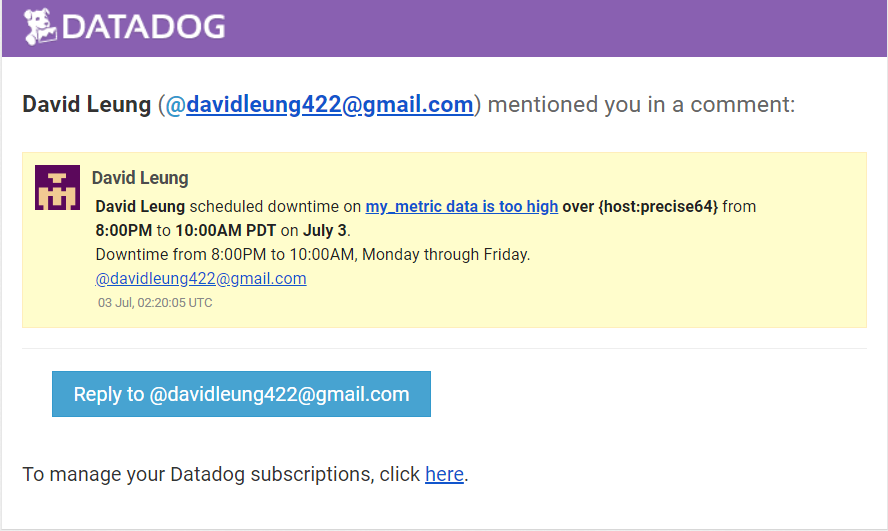 DATADOG
David Leung (@davidleung422@gmail.com) mentioned you in a comment:
David Leung
David Leung scheduled downtime on my_metric data is too high over {host:precise64} from
8:00PM to 10:00AM PDT on July 3.
Downtime from 8:00PM to 10:00AM, Monday through Friday.
@davidleung422@gmail.com
03 Jul, 02:20:05 UTC
Reply to @davidleung422@gmail.com
To manage your Datadog subscriptions, click here.